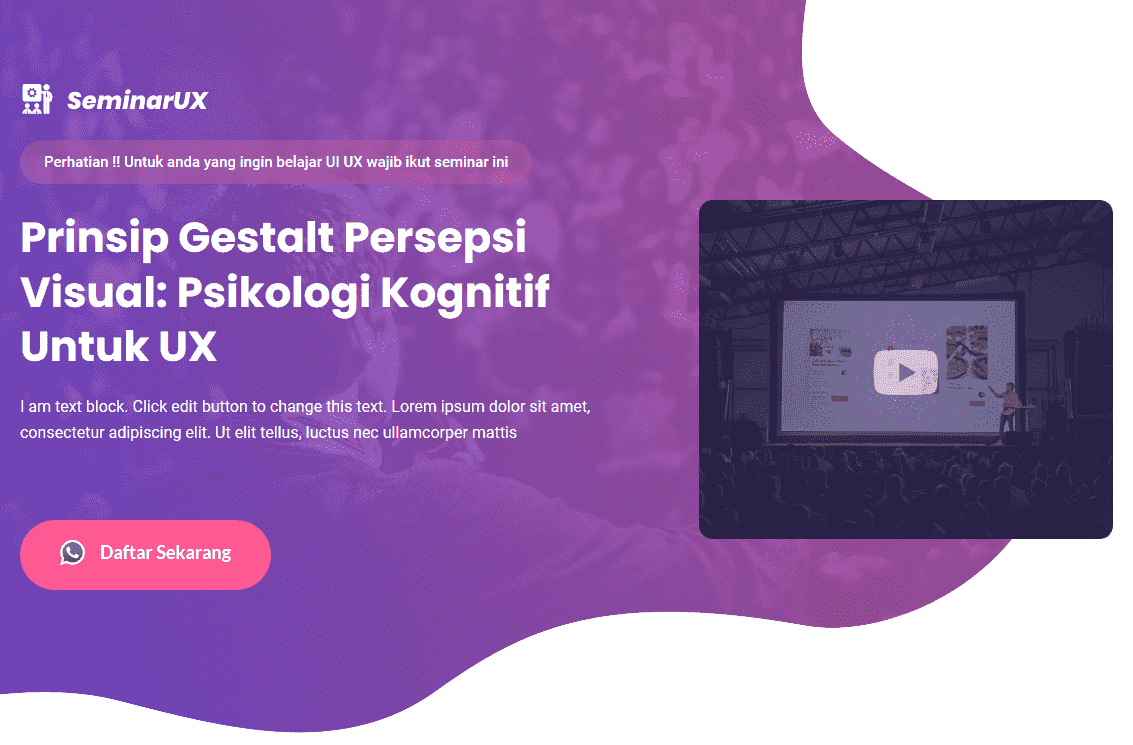 SeminarUX
Perhatian !! Untuk anda yang ingin belajar UI UX wajib ikut seminar ini
Prinsip Gestalt Persepsi
Visual: Psikologi Kognitif
Untuk UX
I am text block. Click edit button to change this text. Lorem ipsum dolor sit amet,
consectetur adipiscing elit. Ut elit tellus, luctus nec ullamcorper mattis
Daftar Sekarang